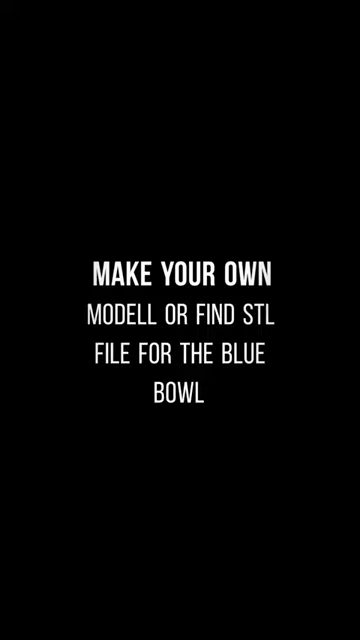 MAKE YOUR OWN
MODELL OR FIND STL
FILE FOR THE BLUE
BOWL